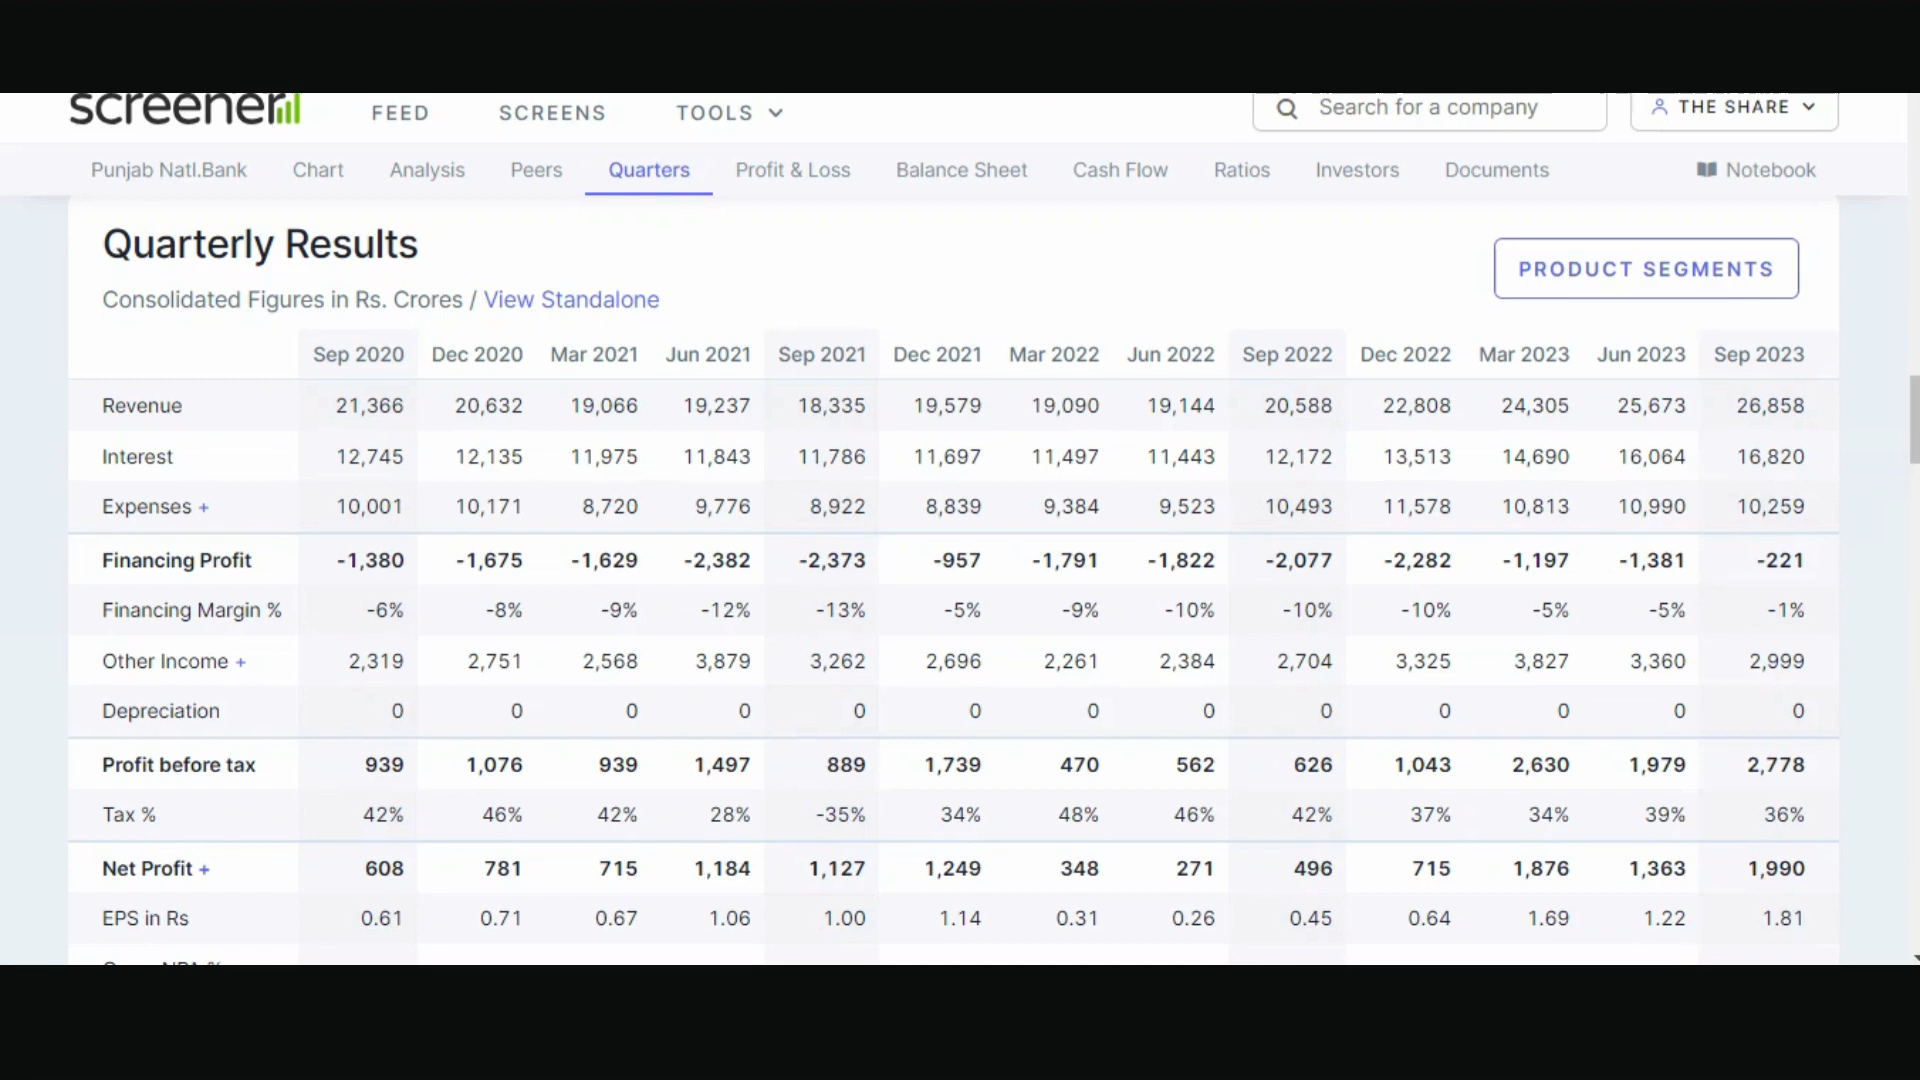 screener FEED SCREENS TOOLS Search for a company THE SHARE
Punjab Natl.Bank Chart Analysis Peers Quarters Profit & Loss Balance Sheet Cash Flow Ratios Investors Documents Notebook
Quarterly Results
PRODUCT SEGMENTS
Consolidated Figures in Rs. Crores / View Standalone
Sep 2020 Dec 2020 Mar 2021 Jun 2021 Sep 2021 Dec 2021 Mar 2022 Jun 2022 Sep 2022 Dec 2022 Mar 2023 Jun 2023 Sep 2023
Revenue 21,366 20,632 19,066 19,237 18,335 19,579 19,090 19,144 20,588 22,808 24,305 25,673 26,858
Interest 12,745 12,135 11,975 11,843 11,786 11,697 11,497 11,443 12,172 13,513 14,690 16,064 16,820
Expenses + 10,001 10,171 8,720 9,776 8,922 8,839 9,384 9,523 10,493 11,578 10,813 10,990 10,259
Financing Profit -1,380 -1,675 -1,629 -2,382 -2,373 -957 -1,791 -1,822 -2,077 -2,282 -1,197 -1,381 -221
Financing Margin % -6% -8% -9% -12% -13% -5% -9% -10% -10% -10% -5% -5% -1%
Other Income + 2,319 2,751 2,568 3,879 3,262 2,696 2,261 2,384 2,704 3,325 3,827 3,360 2,999
Depreciation 0 0 0 0 0 0 0 0 0 0 0 0 0
Profit before tax 939 1,076 939 1,497 889 1,739 470 562 626 1,043 2,630 1,979 2,778
Tax % 42% 46% 42% 28% -35% 34% 48% 46% 42% 37% 34% 39% 36%
Net Profit + 608 781 715 1,184 1,127 1,249 348 271 496 715 1,876 1,363 1,990
EPS in Rs 0.61 0.71 0.67 1.06 1.00 1.14 0.31 0.26 0.45 0.64 1.69 1.22 1.81